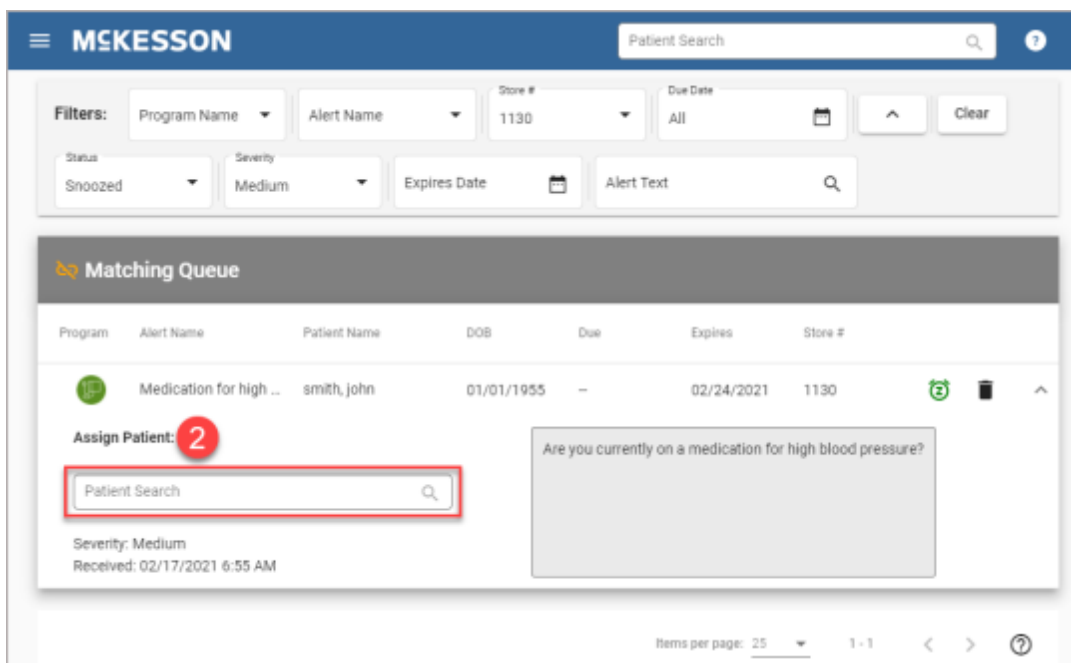 MCKESSON Patient Search ?
Store # Due Date
Filters: Program Name Alert Name 1130 All Clear
Status Severity
Snoozed Medium Expires Date Alert Text
Matching Queue
Program Alert Name Patient Name DOB Due Expires Store #
Medication for high ... smith, john 01/01/1955 -- 02/24/2021 1130
Assign Patient: 2
Are you currently on a medication for high blood pressure?
Patient Search
Severity: Medium
Received: 02/17/2021 6:55 AM
Items per page: 25 1 - 1 < > ?